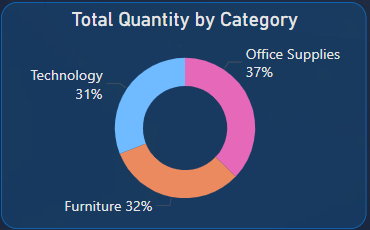 Total Quantity by Category
Office Supplies
37%
Technology
31%
Furniture 32%